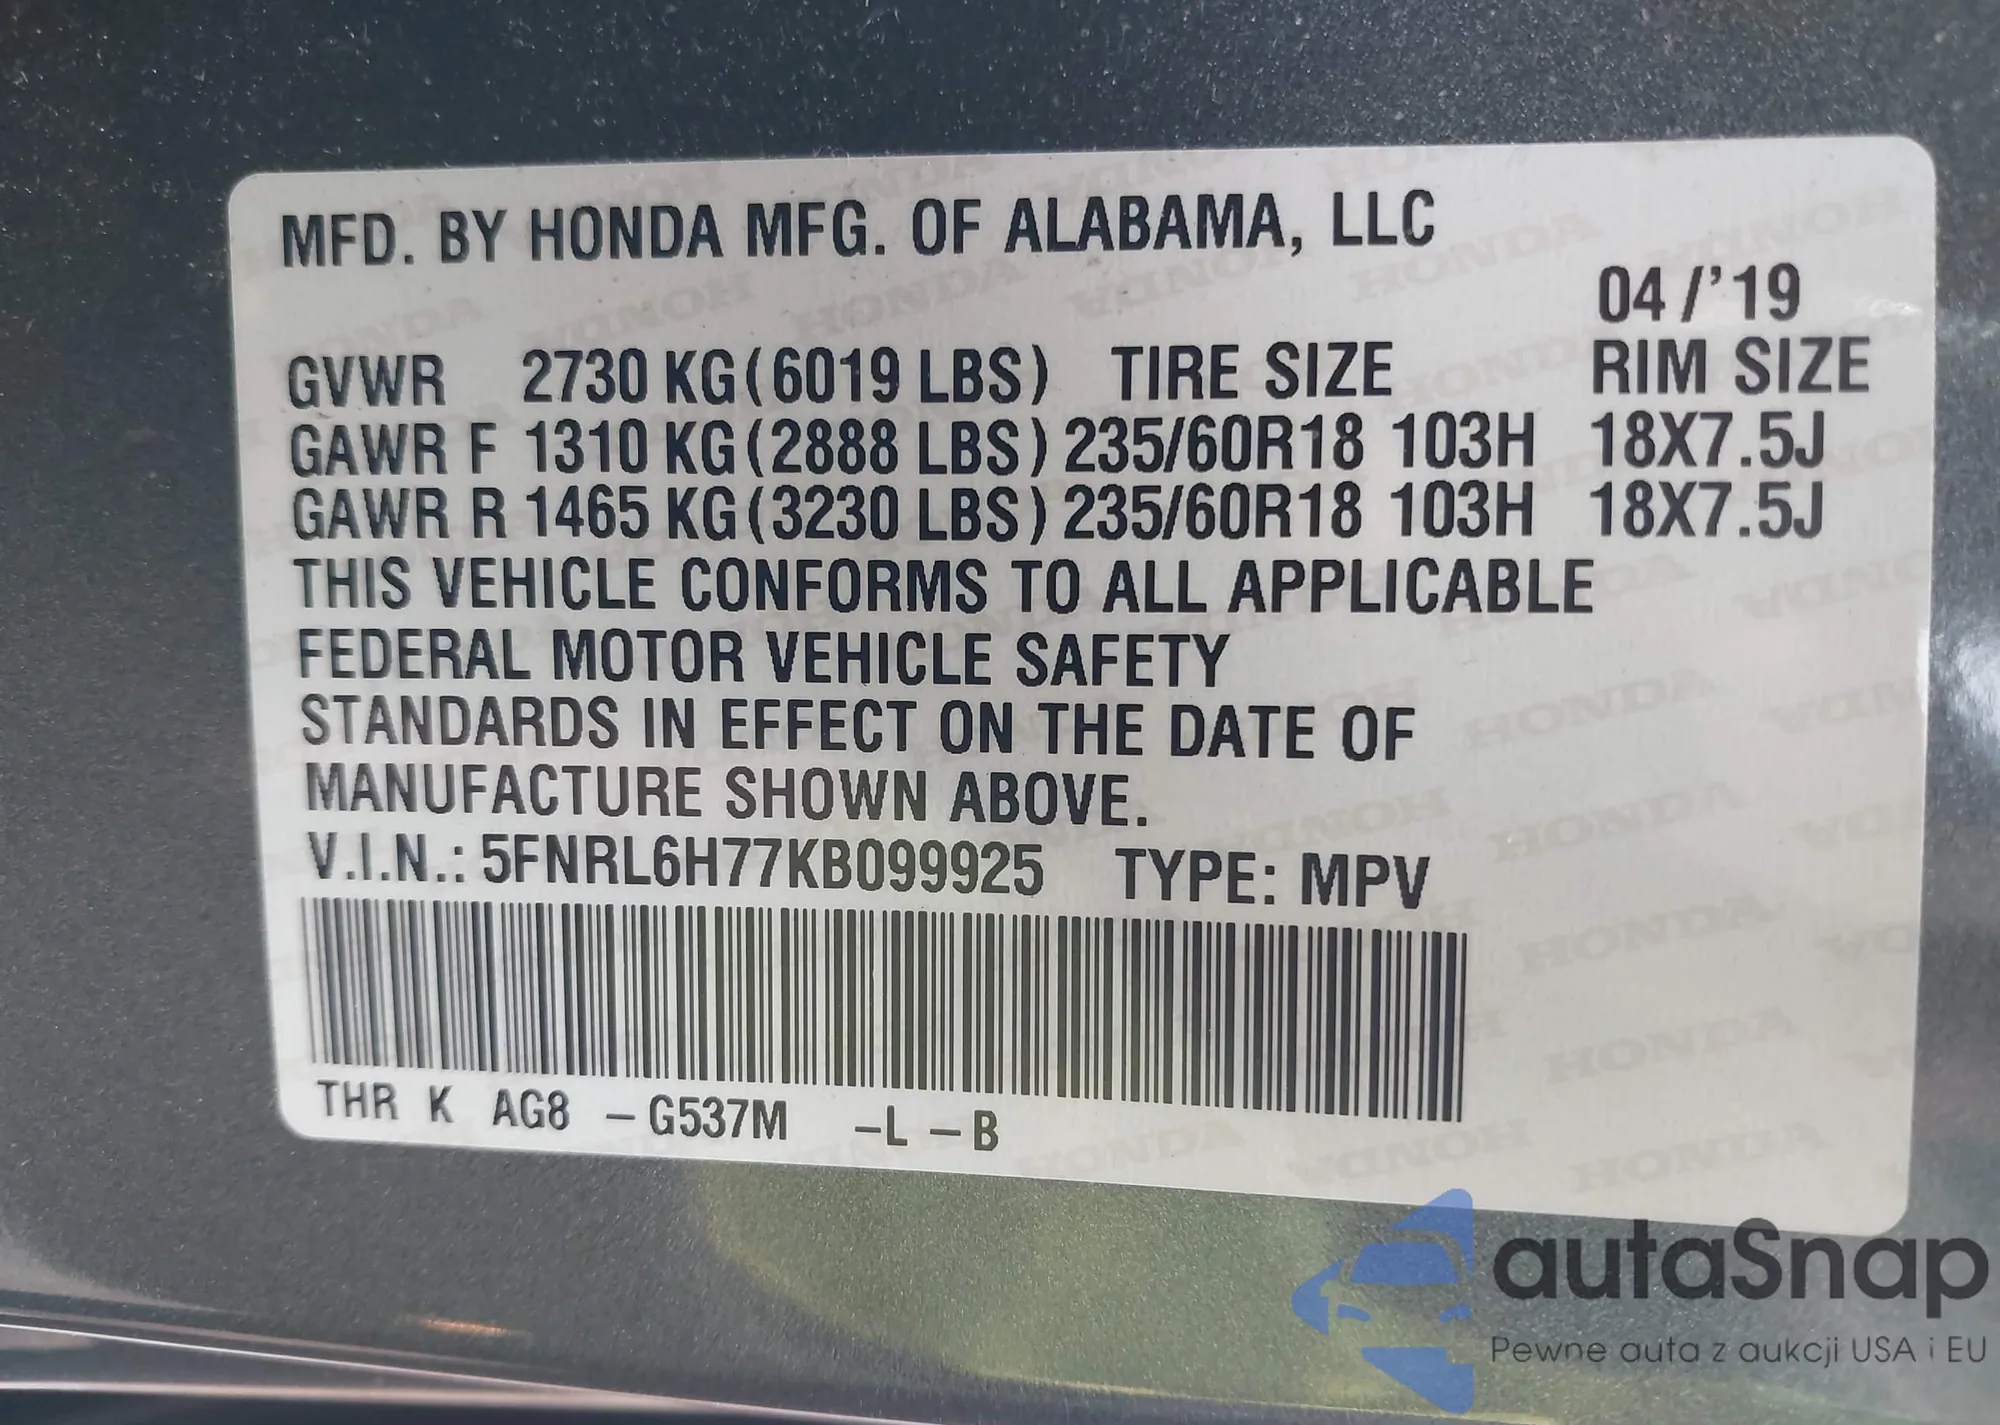 MFD. BY HONDA MFG. OF ALABAMA, LLC
04/'19
GVWR 2730 KG(6019 LBS) TIRE SIZE RIM SIZE
GAWR F 1310 KG(2888 LBS) 235/60R18 103H 18X7.5J
GAWR R 1465 KG(3230 LBS) 235/60R18 103H 18X7.5J
THIS VEHICLE CONFORMS TO ALL APPLICABLE
FEDERAL MOTOR VEHICLE SAFETY
STANDARDS IN EFFECT ON THE DATE OF
MANUFACTURE SHOWN ABOVE.
V.I.N.: 5FNRL6H77KB099925 TYPE: MPV
THR K AG8 –G537M –L –B
autaSnap
Pewne auta z aukcji USA i EU